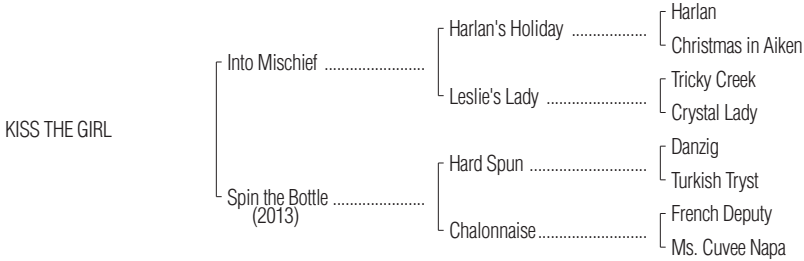 Harlan
Harlan's Holiday ..................
Christmas in Aiken
Into Mischief ........................
Tricky Creek
Leslie's Lady ........................
Crystal Lady
KISS THE GIRL
Danzig
Hard Spun ............................
Turkish Tryst
Spin the Bottle ......................
(2013)
French Deputy
Chalonnaise..........................
Ms. Cuvee Napa